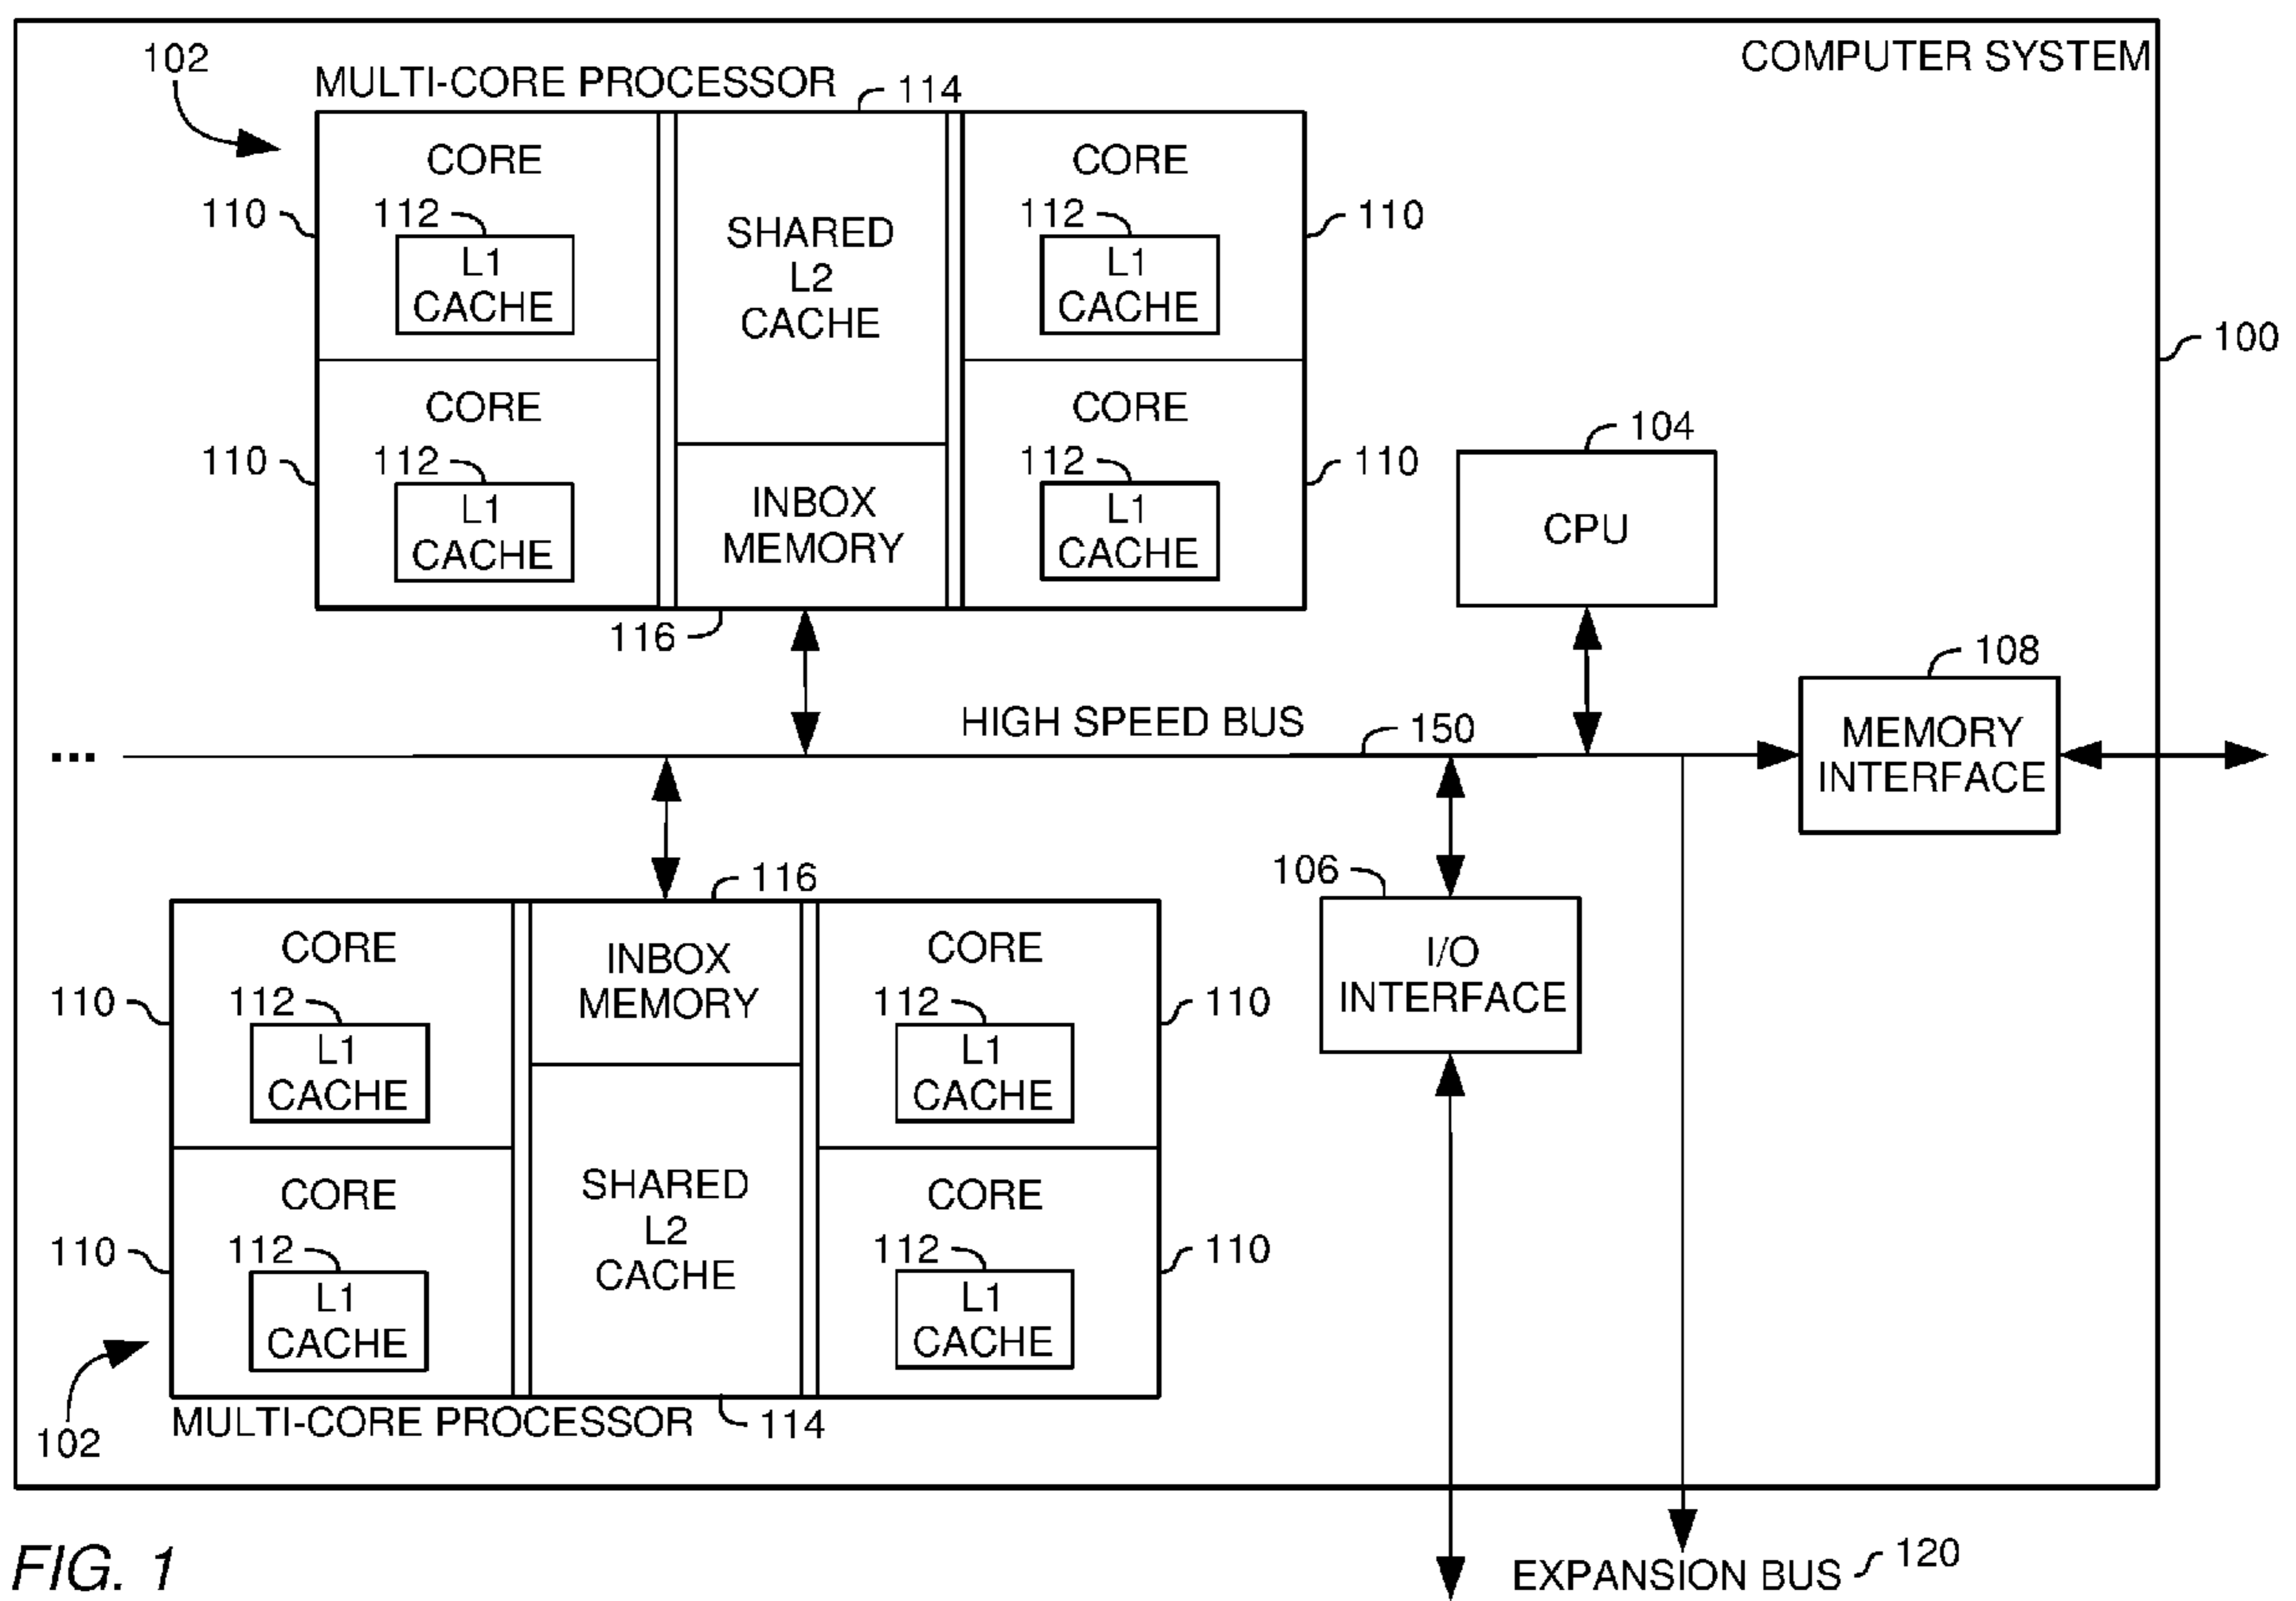 COMPUTER SYSTEM
102
MULTI-CORE PROCESSOR
114
CORE
CORE
110
112
L1
CACHE
SHARED
L2
CACHE
112
L1
CACHE
110
100
CORE
CORE
110
112
L1
CACHE
INBOX
MEMORY
112
L1
CACHE
110
104
CPU
116
108
MEMORY
INTERFACE
HIGH SPEED BUS
150
...
116
106
I/O
INTERFACE
CORE
INBOX
MEMORY
CORE
110
112
L1
CACHE
112
L1
CACHE
110
CORE
SHARED
L2
CACHE
CORE
110
112
L1
CACHE
112
L1
CACHE
110
102
MULTI-CORE PROCESSOR
114
FIG. 1
EXPANSION BUS
120